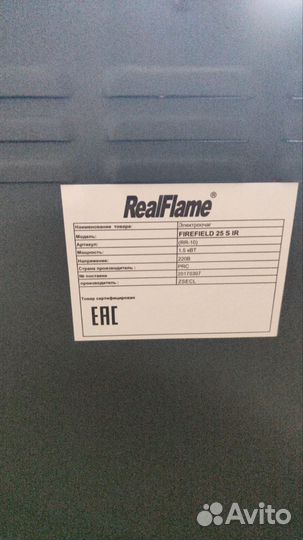 RealFlame®
Наименование товара: Электроочаг
Модель: FIREFIELD 25 S IR
Артикул: (RR-10)
Мощность: 1,5 кВТ
Напряжение: 220В
Страна производитель : PRC
№ поставки 20170307
производитель : ZSECL
Товар сертифицирован
EAC
Avito